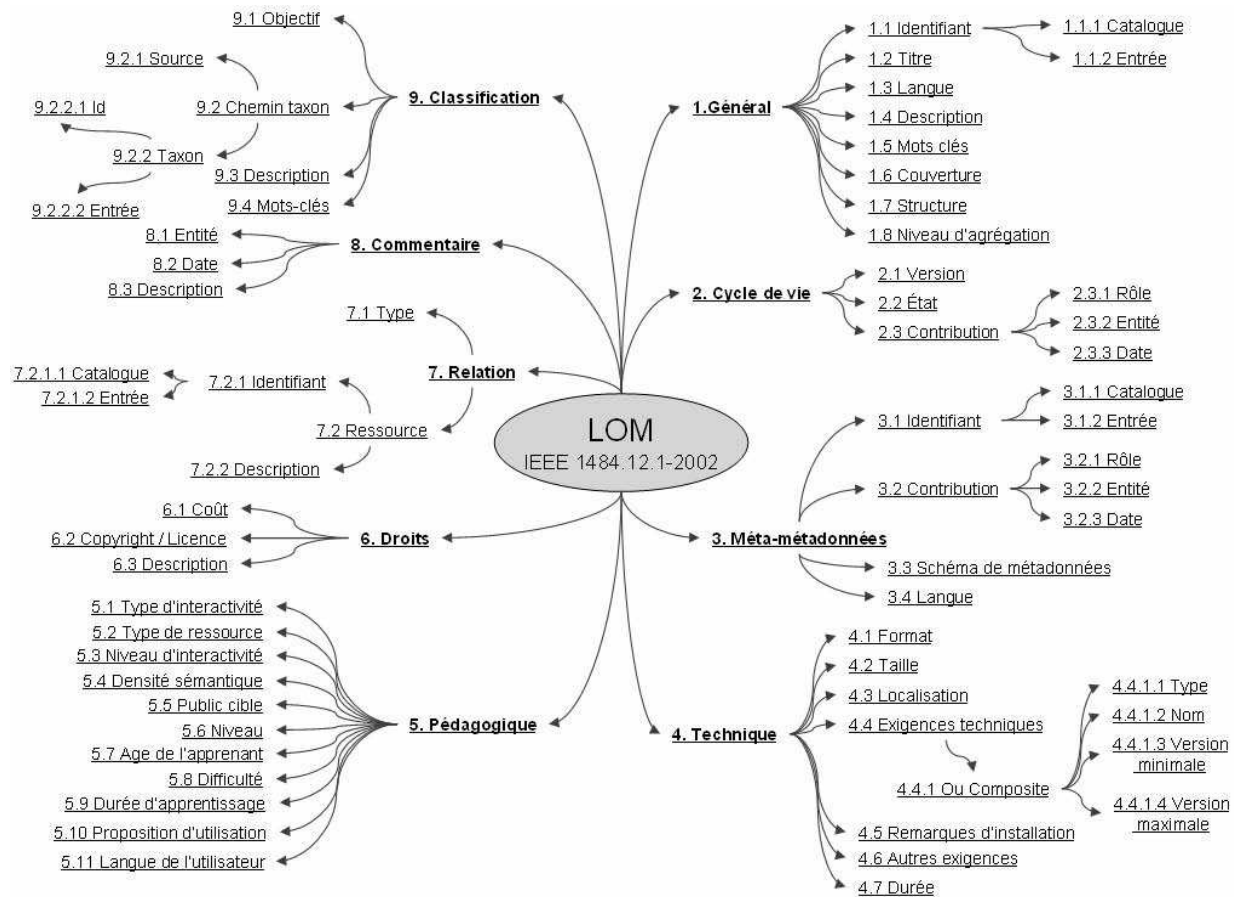 LOM
IEEE 1484.12.1-2002
1.Général
1.1 Identifiant
1.1.1 Catalogue
1.1.2 Entrée
1.2 Titre
1.3 Langue
1.4 Description
1.5 Mots clés
1.6 Couverture
1.7 Structure
1.8 Niveau d'agrégation
2. Cycle de vie
2.1 Version
2.2 État
2.3 Contribution
2.3.1 Rôle
2.3.2 Entité
2.3.3 Date
3. Méta-métadonnées
3.1 Identifiant
3.1.1 Catalogue
3.1.2 Entrée
3.2 Contribution
3.2.1 Rôle
3.2.2 Entité
3.2.3 Date
3.3 Schéma de métadonnées
3.4 Langue
4. Technique
4.1 Format
4.2 Taille
4.3 Localisation
4.4 Exigences techniques
4.4.1 Ou Composite
4.4.1.1 Type
4.4.1.2 Nom
4.4.1.3 Version
minimale
4.4.1.4 Version
maximale
4.5 Remarques d'installation
4.6 Autres exigences
4.7 Durée
5. Pédagogique
5.1 Type d'interactivité
5.2 Type de ressource
5.3 Niveau d'interactivité
5.4 Densité sémantique
5.5 Public cible
5.6 Niveau
5.7 Age de l'apprenant
5.8 Difficulté
5.9 Durée d'apprentissage
5.10 Proposition d'utilisation
5.11 Langue de l'utilisateur
6. Droits
6.1 Coût
6.2 Copyright / Licence
6.3 Description
7. Relation
7.1 Type
7.2 Ressource
7.2.1 Identifiant
7.2.1.1 Catalogue
7.2.1.2 Entrée
7.2.2 Description
8. Commentaire
8.1 Entité
8.2 Date
8.3 Description
9. Classification
9.1 Objectif
9.2 Chemin taxon
9.2.1 Source
9.2.2 Taxon
9.2.2.1 Id
9.2.2.2 Entrée
9.3 Description
9.4 Mots-clés